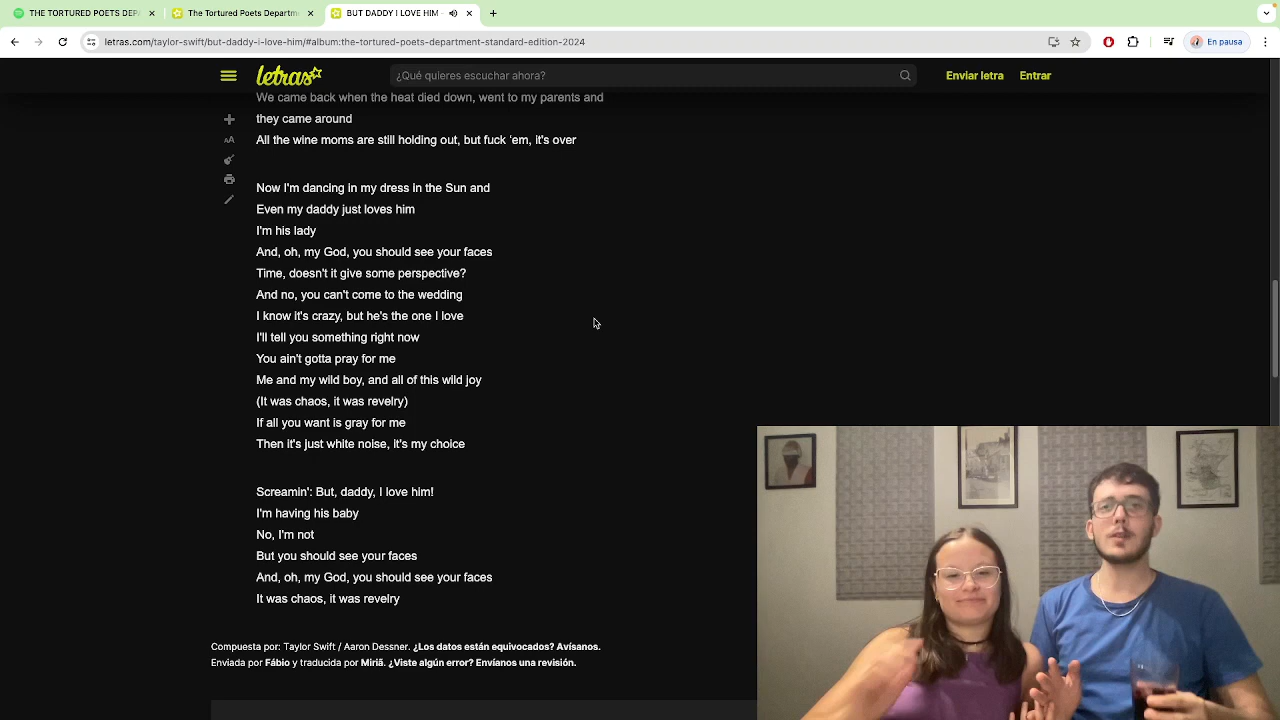 THE TORTURED POETS DEP
The Tortured Poets Departm
BUT DADDY I LOVE HIM -
letras.com/taylor-swift/but-daddy-i-love-him/#album:the-tortured-poets-department-standard-edition-2024
En pausa
letras
¿Qué quieres escuchar ahora?
Enviar letra
Entrar
We came back when the heat died down, went to my parents and
they came around
All the wine moms are still holding out, but fuck 'em, it's over
Now I'm dancing in my dress in the Sun and
Even my daddy just loves him
I'm his lady
And, oh, my God, you should see your faces
Time, doesn't it give some perspective?
And no, you can't come to the wedding
I know it's crazy, but he's the one I love
I'll tell you something right now
You ain't gotta pray for me
Me and my wild boy, and all of this wild joy
(It was chaos, it was revelry)
If all you want is gray for me
Then it's just white noise, it's my choice
Screamin': But, daddy, I love him!
I'm having his baby
No, I'm not
But you should see your faces
And, oh, my God, you should see your faces
It was chaos, it was revelry
AA
Compuesta por: Taylor Swift / Aaron Dessner. ¿Los datos están equivocados? Avísanos.
Enviada por Fábio y traducida por Miriã. ¿Viste algún error? Envíanos una revisión.